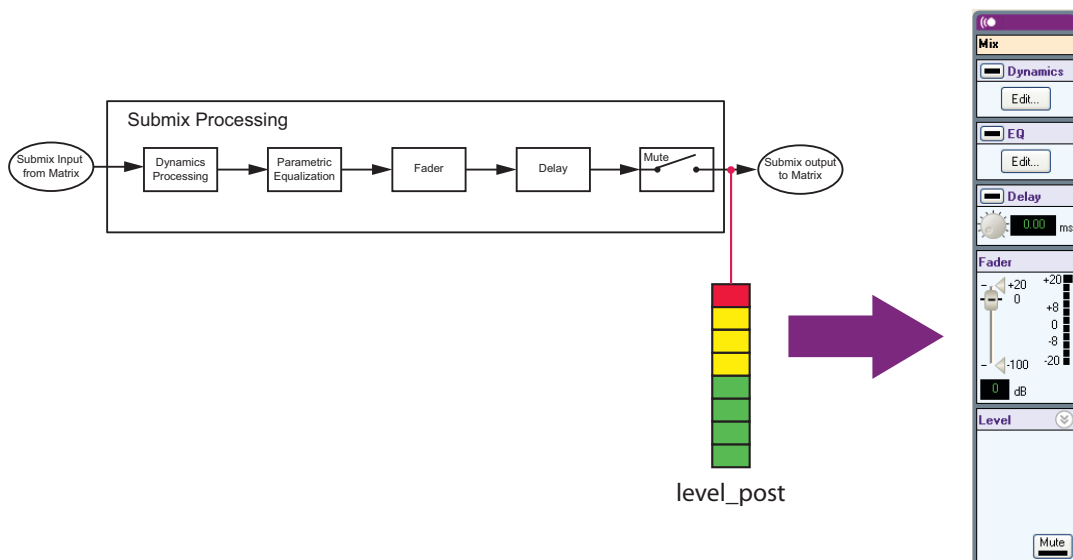 Submix Processing
Submix Input
from Matrix
Dynamics
Processing
Parametric
Equalization
Fader
Delay
Mute
Submix output
to Matrix
level_post
Mix
Dynamics
Edit...
EQ
Edit...
Delay
0.00 ms
Fader
+20 +20
0
+8
0
-8
-100 -20
0 dB
Level
Mute